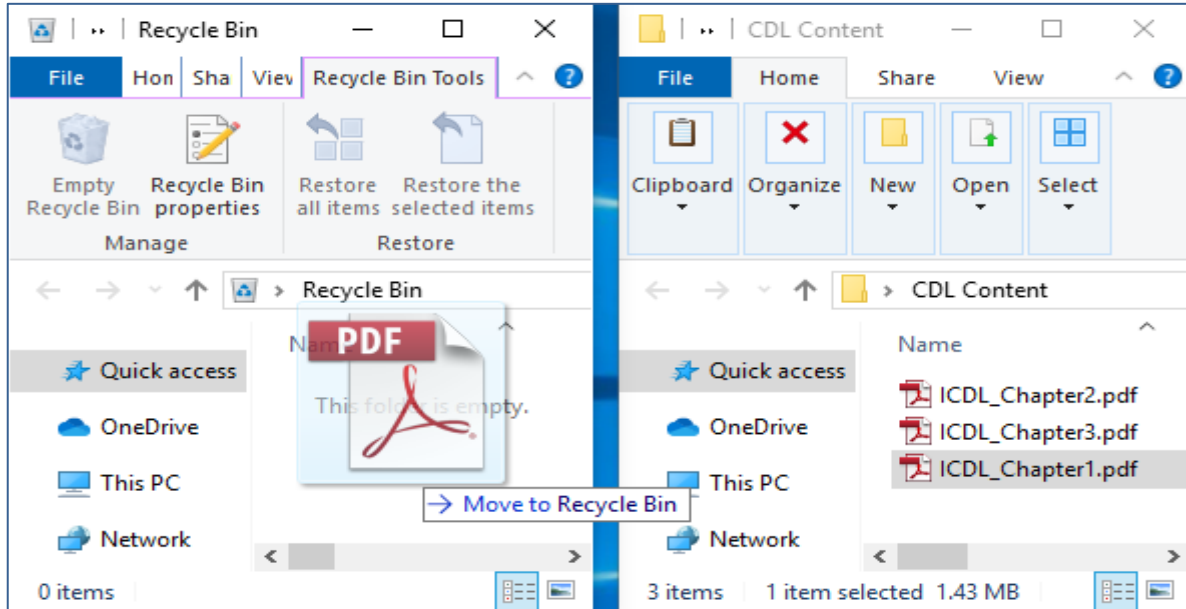 Recycle Bin
File Hon Sha Viev Recycle Bin Tools ?
Empty Recycle Bin
Recycle Bin properties
Restore all items
Restore the selected items
Manage
Restore
Recycle Bin
Name
PDF
This folder is empty.
Quick access
OneDrive
This PC
Network
→ Move to Recycle Bin
0 items
CDL Content
File Home Share View ?
Clipboard Organize New Open Select
CDL Content
Name
Quick access
OneDrive
This PC
Network
ICDL_Chapter2.pdf
ICDL_Chapter3.pdf
ICDL_Chapter1.pdf
3 items 1 item selected 1.43 MB